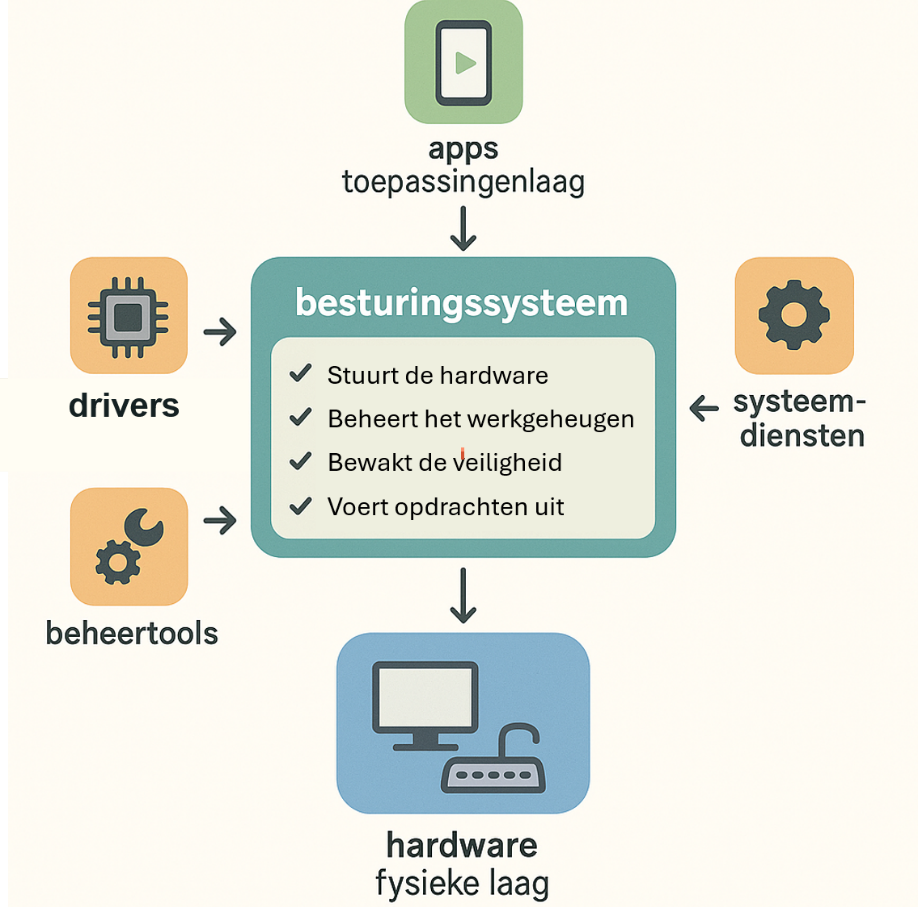 apps
toepassingenlaag
besturingssysteem
Stuurt de hardware
Beheert het werkgeheugen
Bewakt de veiligheid
Voert opdrachten uit
drivers
systeem-
diensten
beheertools
hardware
fysieke laag